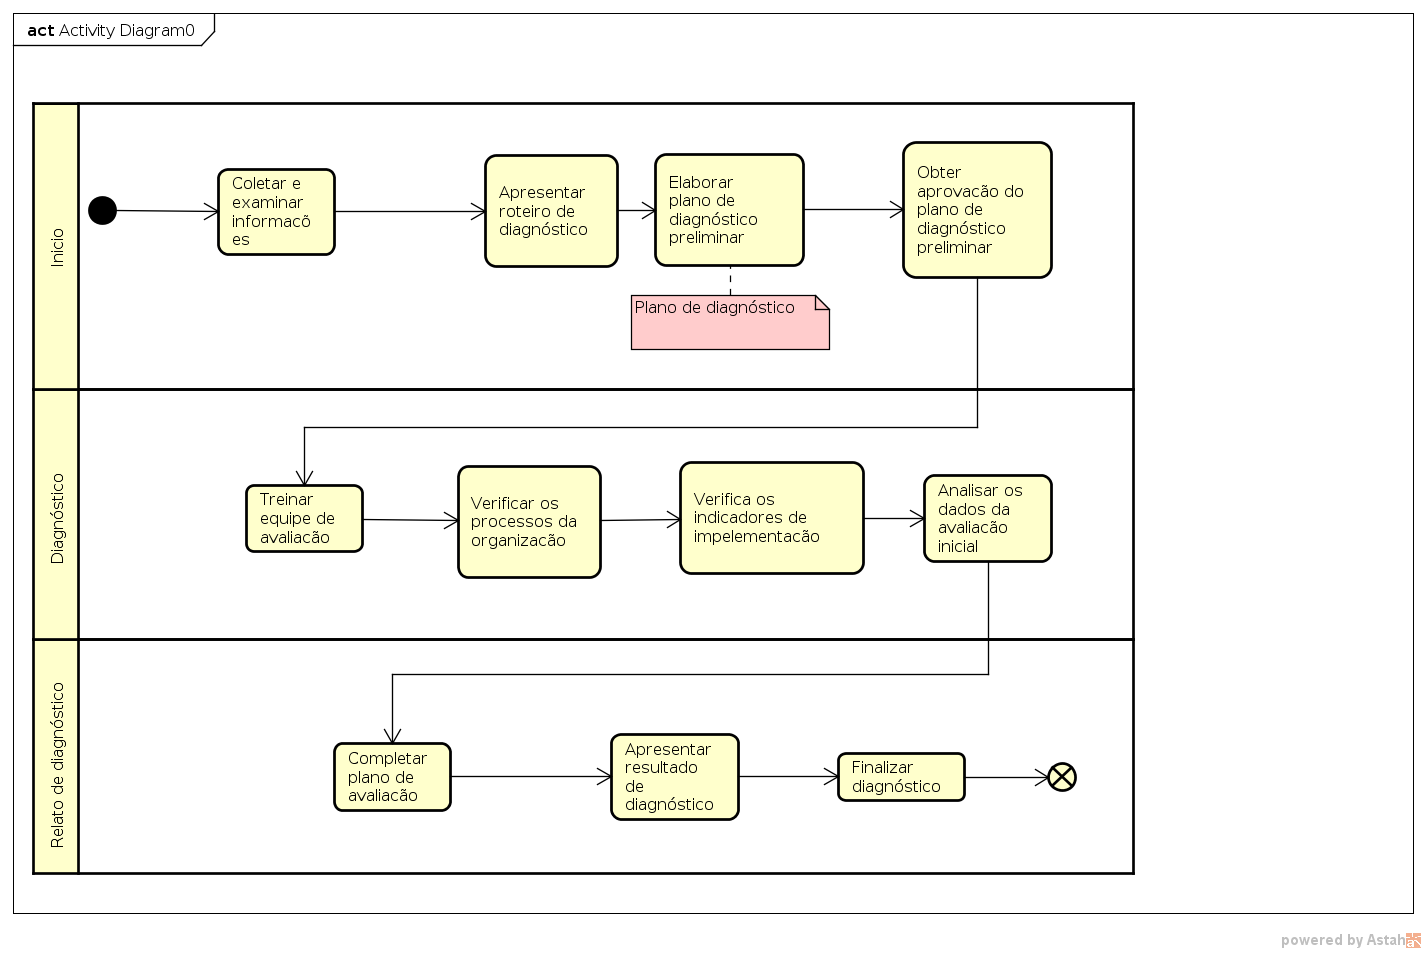 act Activity Diagram0
Inicio
Coletar e
examinar
informacõ
es
Apresentar
roteiro de
diagnóstico
Elaborar
plano de
diagnóstico
preliminar
Obter
aprovacão do
plano de
diagnóstico
preliminar
Plano de diagnóstico
Diagnóstico
Treinar
equipe de
avaliacão
Verificar os
processos da
organizacão
Verifica os
indicadores de
impelementacão
Analisar os
dados da
avaliacão
inicial
Relato de diagnóstico
Completar
plano de
avaliacão
Apresentar
resultado
de
diagnóstico
Finalizar
diagnóstico
powered by Astah